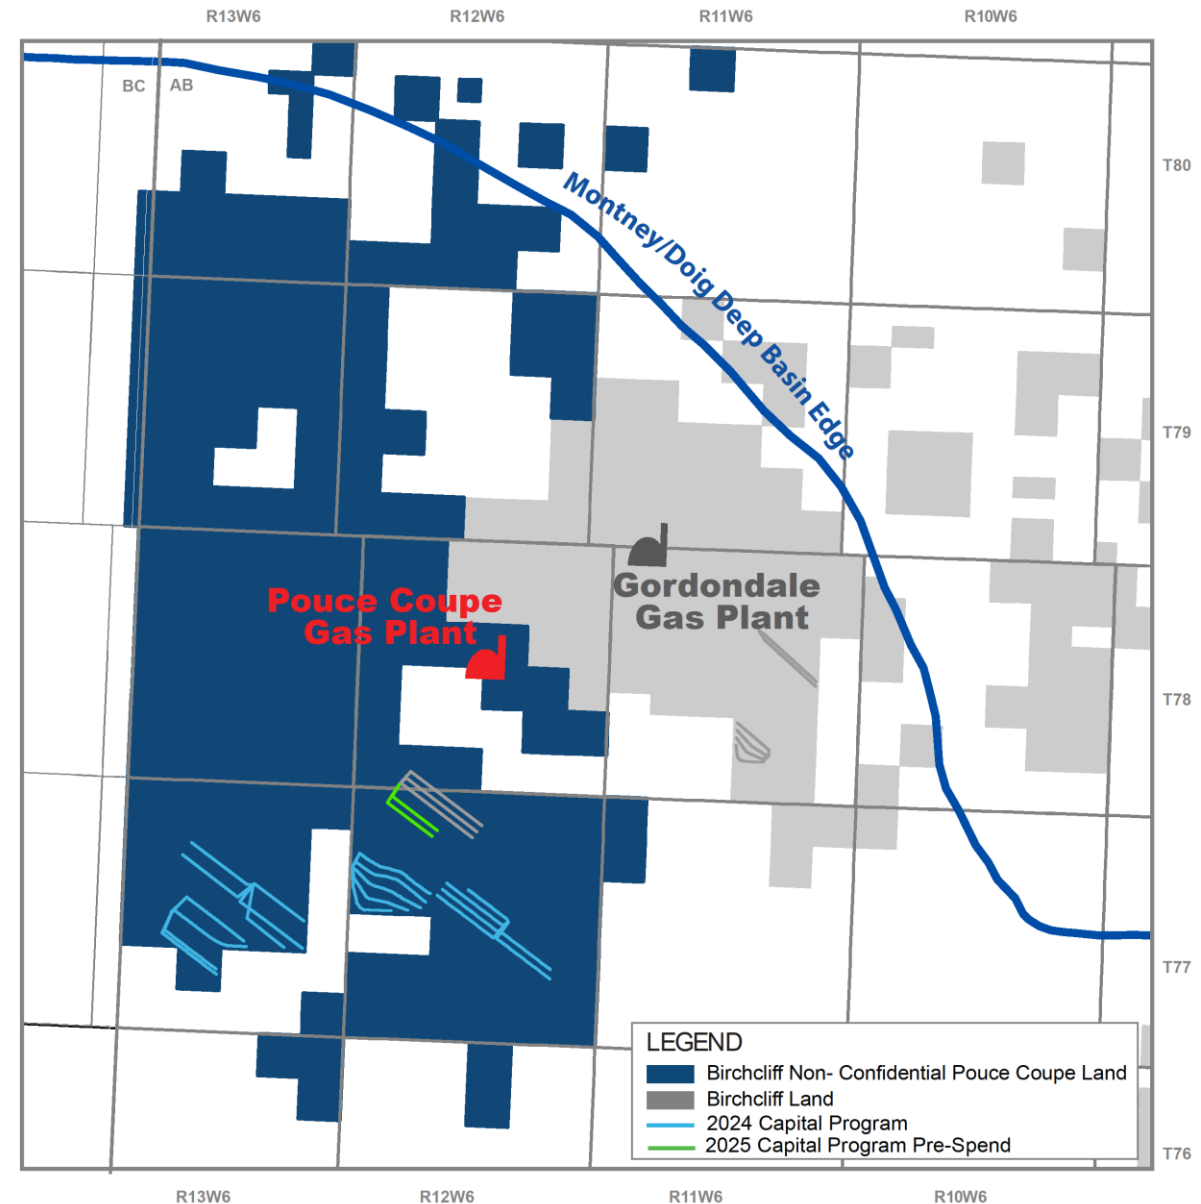 R13W6 R12W6 R11W6 R10W6
BC AB
T80
Montney/Doig Deep Basin Edge
T79
Gordondale
Gas Plant
Pouce Coupe
Gas Plant
T78
T77
LEGEND
Birchcliff Non- Confidential Pouce Coupe Land
Birchcliff Land
2024 Capital Program
2025 Capital Program Pre-Spend
T76
R13W6 R12W6 R11W6 R10W6